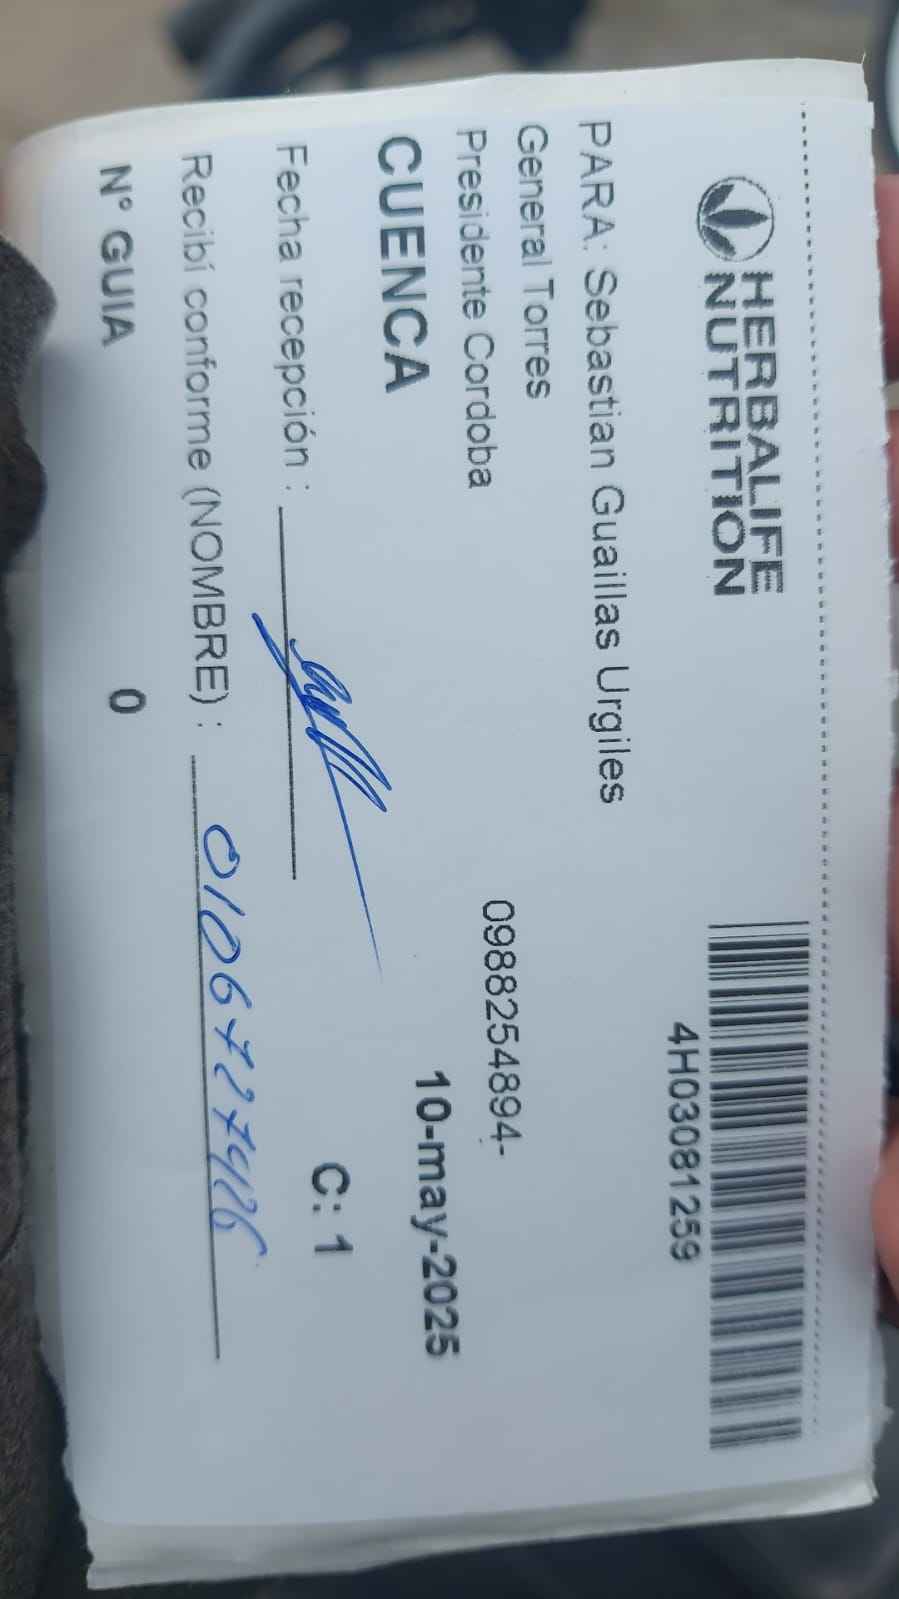 HERBALIFE
NUTRITION
4H03081259
PARA: Sebastian Guaillas Urgiles
General Torres
Presidente Cordoba
0988254894-
CUENCA
10-may-2025
Fecha recepción :
C: 1
Recibí conforme (NOMBRE) :
N° GUIA 0